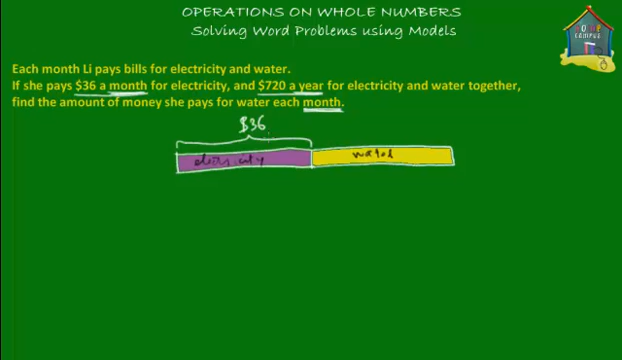 OPERATIONS ON WHOLE NUMBERS
Solving Word Problems using Models
HOME
CAMPUS
Each month Li pays bills for electricity and water.
If she pays $36 a month for electricity, and $720 a year for electricity and water together,
find the amount of money she pays for water each month.
$36
electricity water